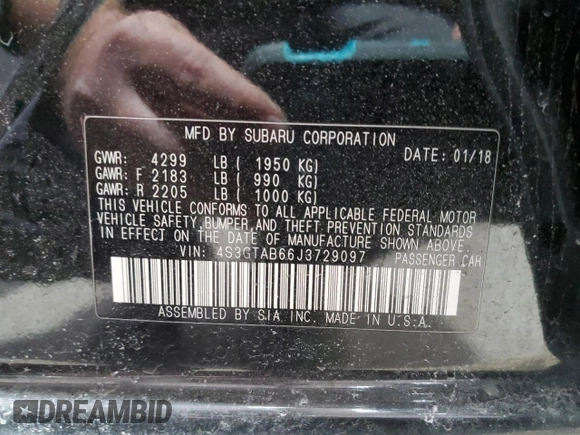 MFD BY SUBARU CORPORATION DATE: 01/18
GVWR: 4299 LB ( 1950 KG)
GAWR: F 2183 LB ( 990 KG)
GAWR: R 2205 LB ( 1000 KG)
THIS VEHICLE CONFORMS TO ALL APPLICABLE FEDERAL MOTOR
VEHICLE SAFETY, BUMPER, AND THEFT PREVENTION STANDARDS
IN EFFECT ON THE DATE OF MANUFACTURE SHOWN ABOVE.
VIN: 4S3GTAB66J3729097 PASSENGER CAR
ASSEMBLED BY SIA INC. MADE IN U.S.A.
DREAMBID